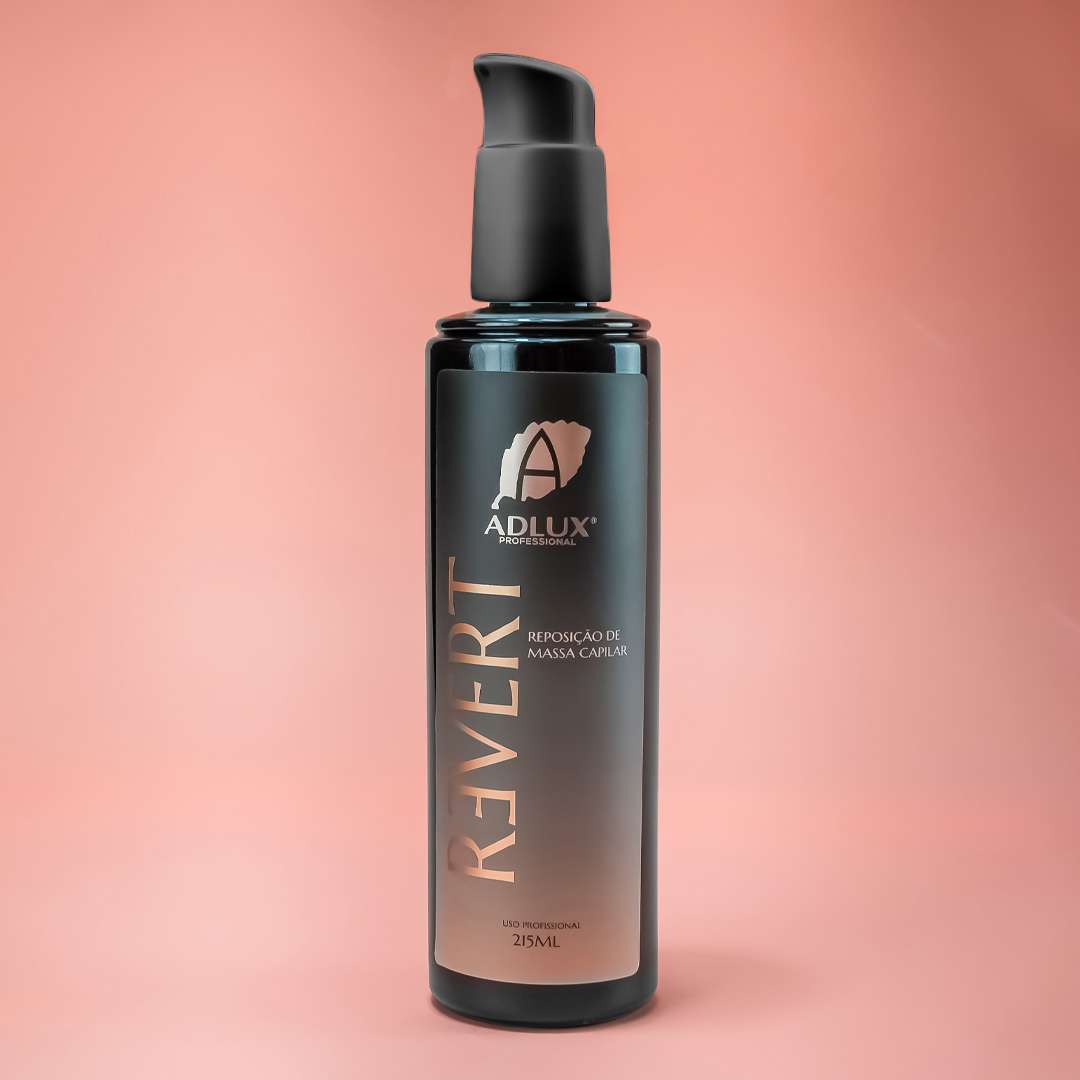 A
ADLUX®
PROFESSIONAL
REVERT
REPOSIÇÃO DE
MASSA CAPILAR
USO PROFISSIONAL
215ML